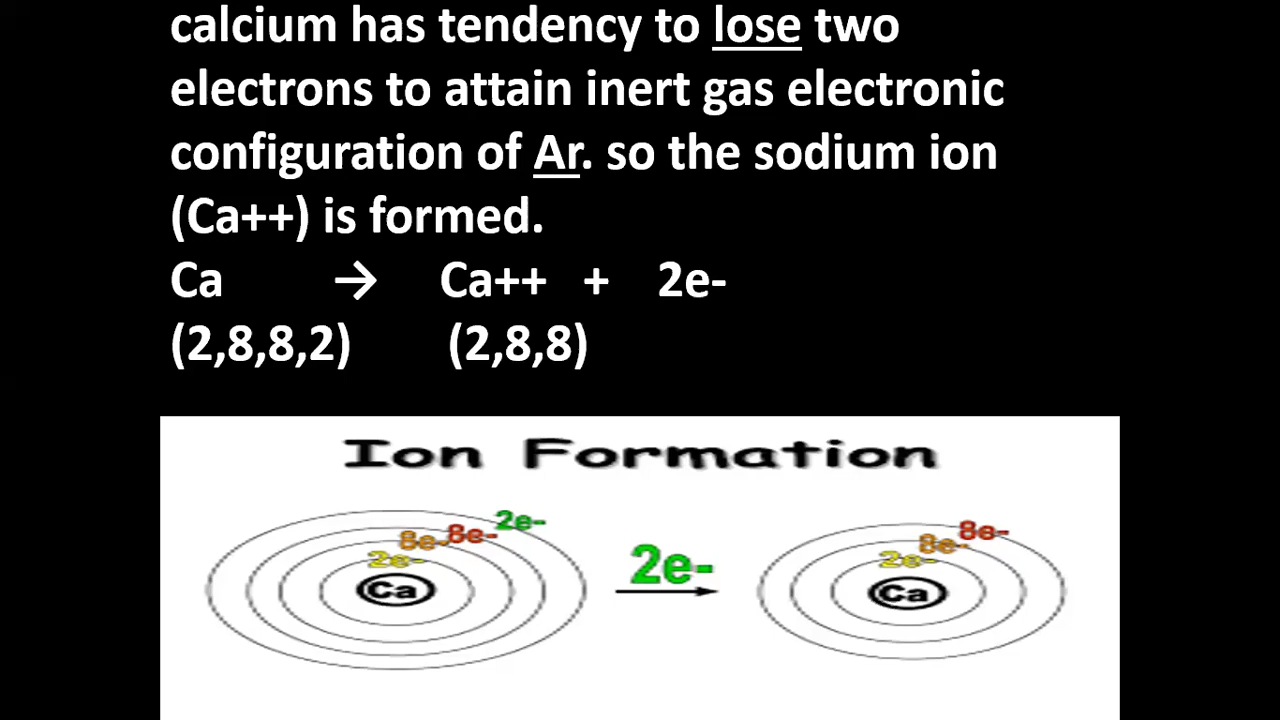 calcium has tendency to lose two
electrons to attain inert gas electronic
configuration of Ar. so the sodium ion
(Ca++) is formed.
Ca → Ca++ + 2e-
(2,8,8,2) (2,8,8)
Ion Formation
2e- 8e- 8e- 2e-
Ca
2e-
2e- 8e- 8e-
Ca